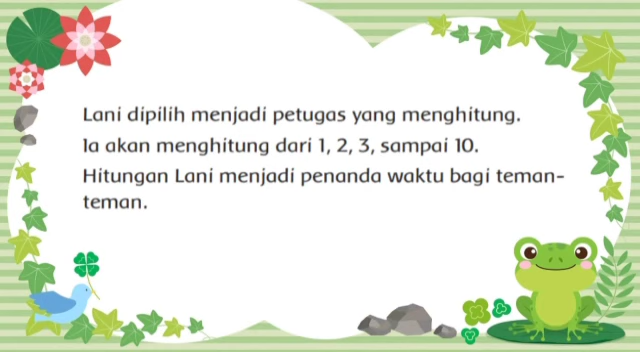 Lani dipilih menjadi petugas yang menghitung.
Ia akan menghitung dari 1, 2, 3, sampai 10.
Hitungan Lani menjadi penanda waktu bagi teman-
teman.